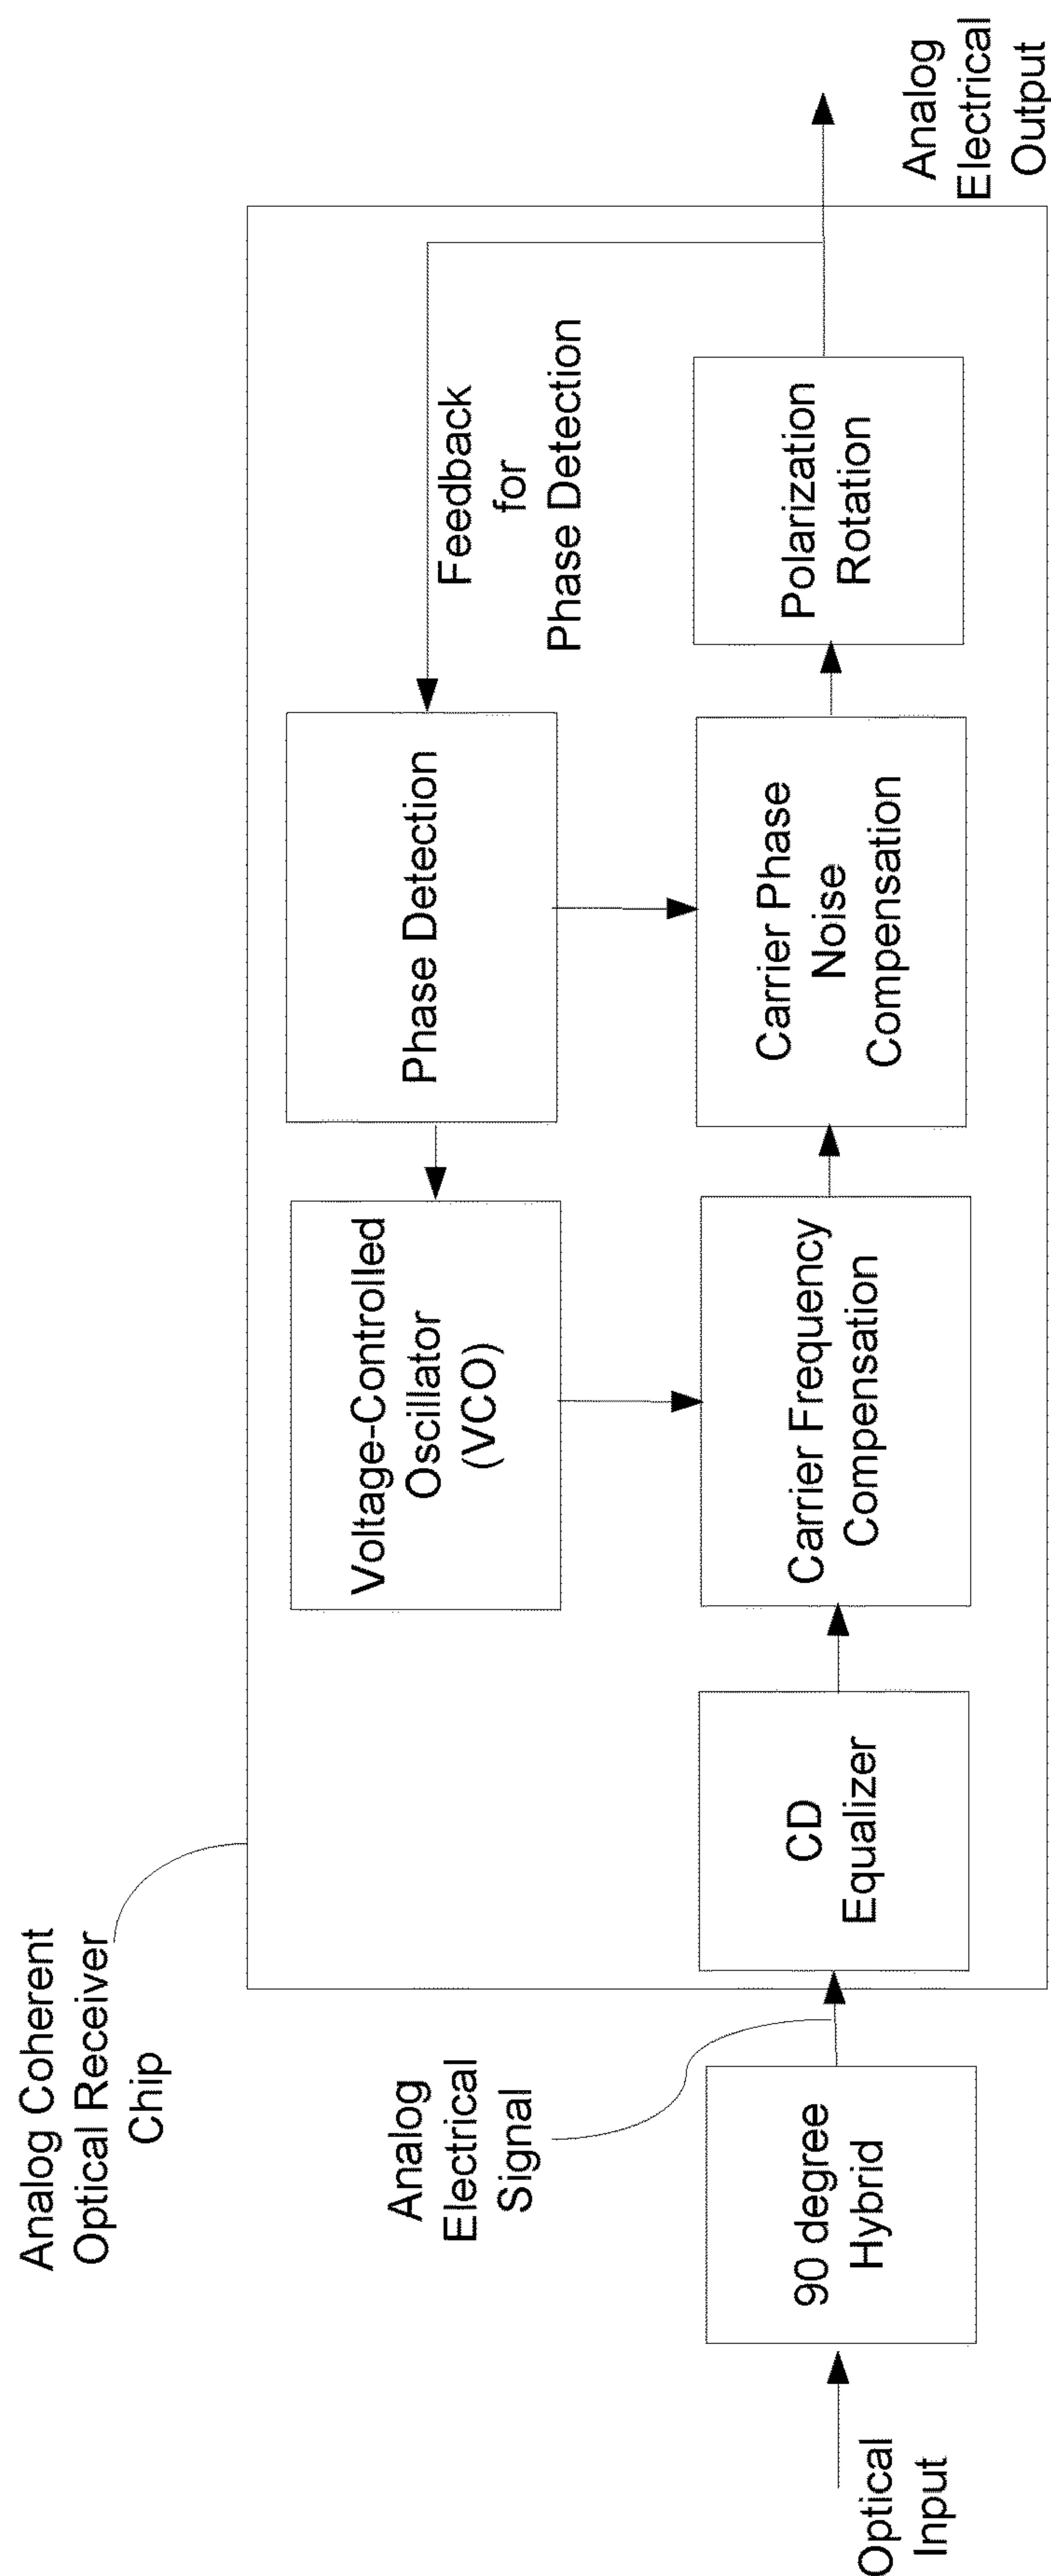 Analog Coherent
Optical Receiver
Chip
Optical
Input
90 degree
Hybrid
Analog
Electrical
Signal
CD
Equalizer
Voltage-Controlled
Oscillator
(VCO)
Carrier Frequency
Compensation
Phase Detection
Carrier Phase
Noise
Compensation
Feedback
for
Phase Detection
Polarization
Rotation
Analog
Electrical
Output